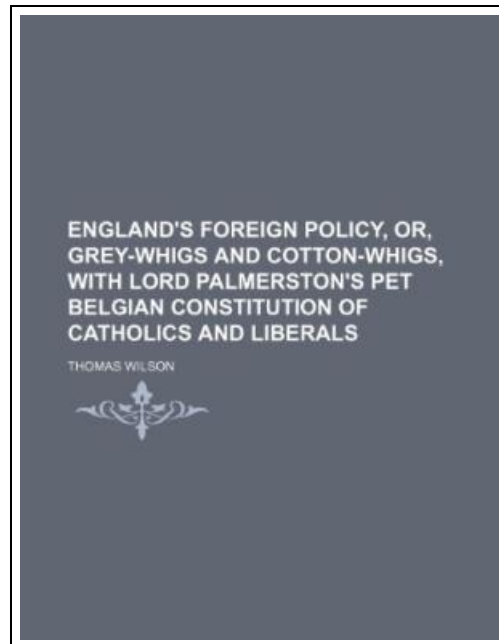 ENGLAND'S FOREIGN POLICY, OR,
GREY-WHIGS AND COTTON-WHIGS,
WITH LORD PALMERSTON'S PET
BELGIAN CONSTITUTION OF
CATHOLICS AND LIBERALS
THOMAS WILSON